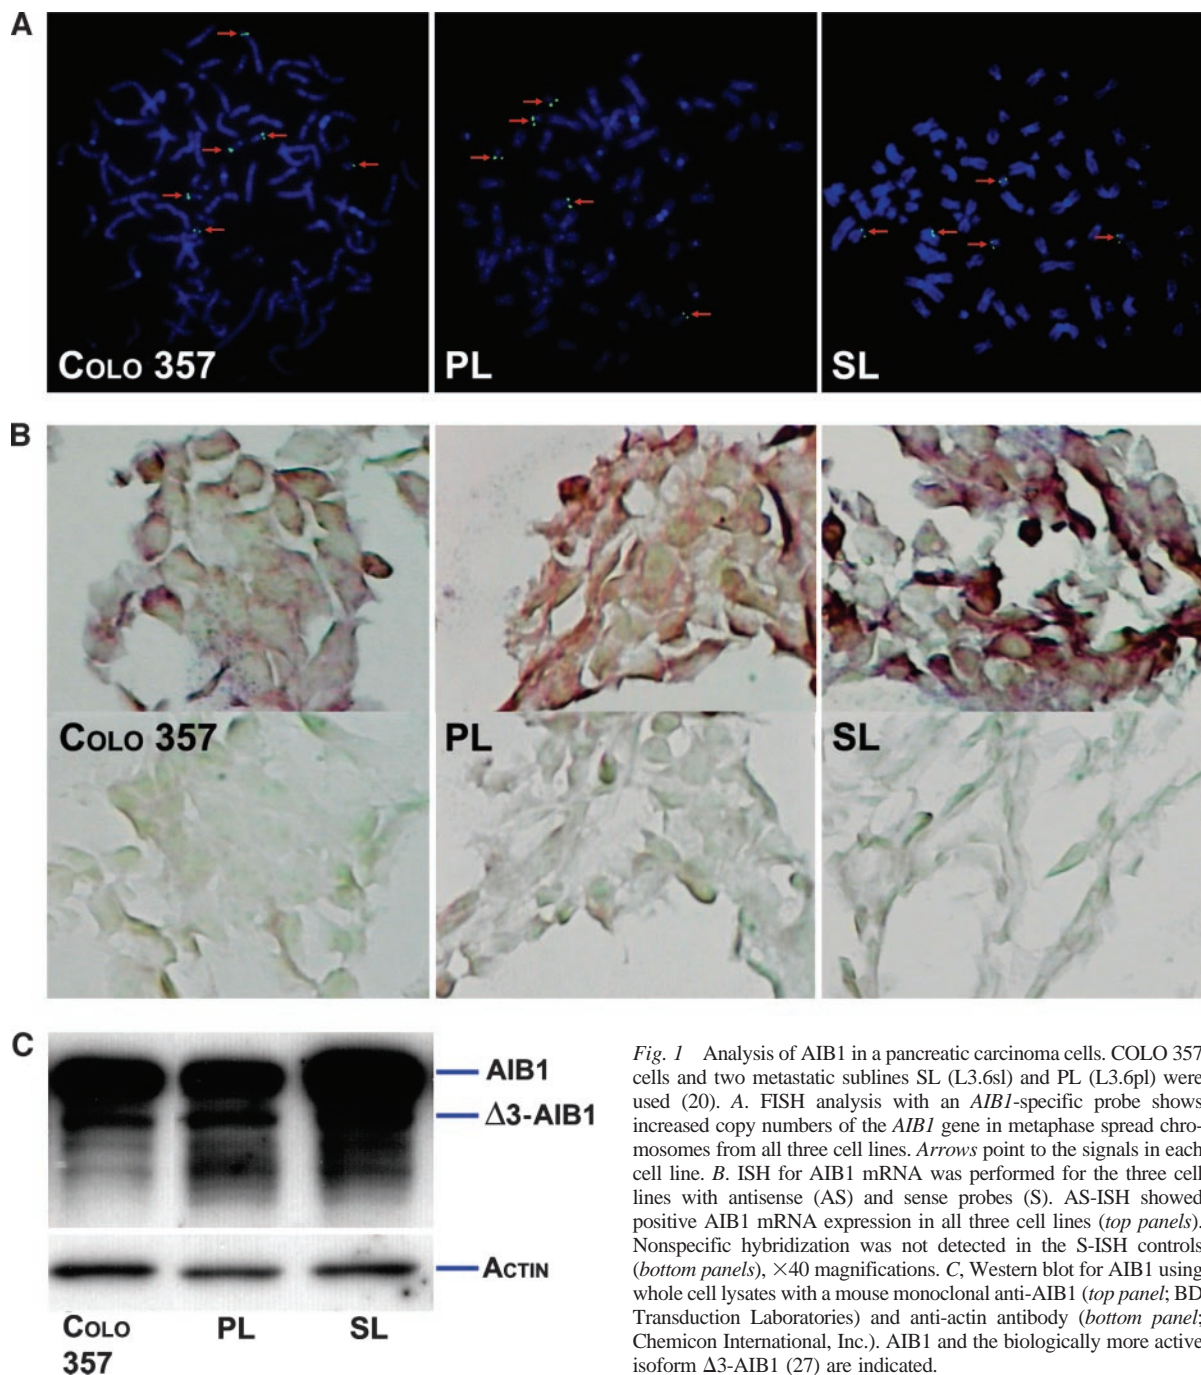 A
COLO 357
PL
SL
B
COLO 357
PL
SL
C
AIB1
Δ3-AIB1
ACTIN
COLO
357
PL
SL
Fig. 1 Analysis of AIB1 in a pancreatic carcinoma cells. COLO 357
cells and two metastatic sublines SL (L3.6sl) and PL (L3.6pl) were
used (20). A. FISH analysis with an AIB1-specific probe shows
increased copy numbers of the AIB1 gene in metaphase spread chro-
mosomes from all three cell lines. Arrows point to the signals in each
cell line. B. ISH for AIB1 mRNA was performed for the three cell
lines with antisense (AS) and sense probes (S). AS-ISH showed
positive AIB1 mRNA expression in all three cell lines (top panels).
Nonspecific hybridization was not detected in the S-ISH controls
(bottom panels), ×40 magnifications. C, Western blot for AIB1 using
whole cell lysates with a mouse monoclonal anti-AIB1 (top panel; BD
Transduction Laboratories) and anti-actin antibody (bottom panel;
Chemicon International, Inc.). AIB1 and the biologically more active
isoform Δ3-AIB1 (27) are indicated.